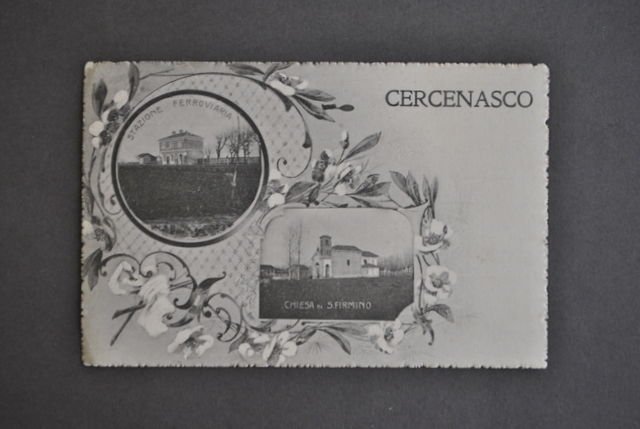 CERCENASCO
STAZIONE FERROVIARIA
CHIESA DI S. FIRMINO